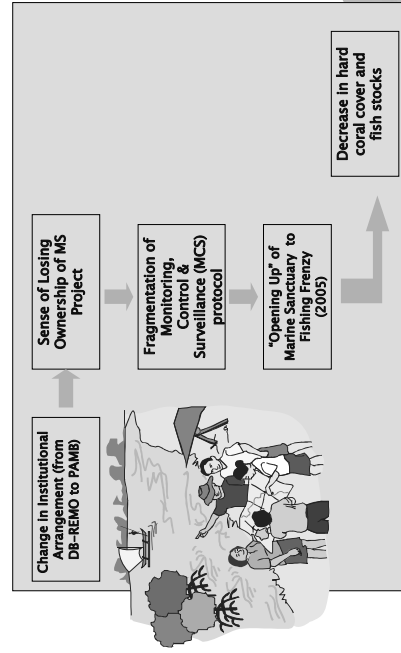 Change in Institutional
Arrangement (from
DB-REMO to PAMB)
Sense of Losing
Ownership of MS
Project
Fragmentation of
Monitoring,
Control &
Surveillance (MCS)
protocol
"Opening Up" of
Marine Sanctuary to
Fishing Frenzy
(2005)
Decrease in hard
coral cover and
fish stocks